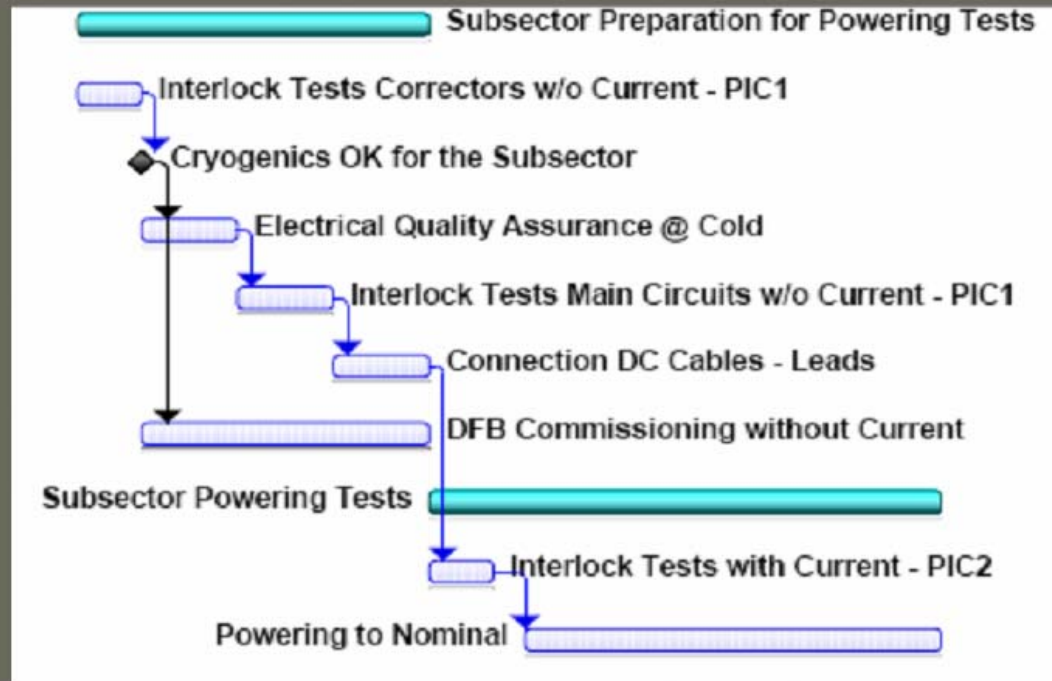 Subsector Preparation for Powering Tests
Interlock Tests Correctors w/o Current - PIC1
Cryogenics OK for the Subsector
Electrical Quality Assurance @ Cold
Interlock Tests Main Circuits w/o Current - PIC1
Connection DC Cables - Leads
DFB Commissioning without Current
Subsector Powering Tests
Interlock Tests with Current - PIC2
Powering to Nominal